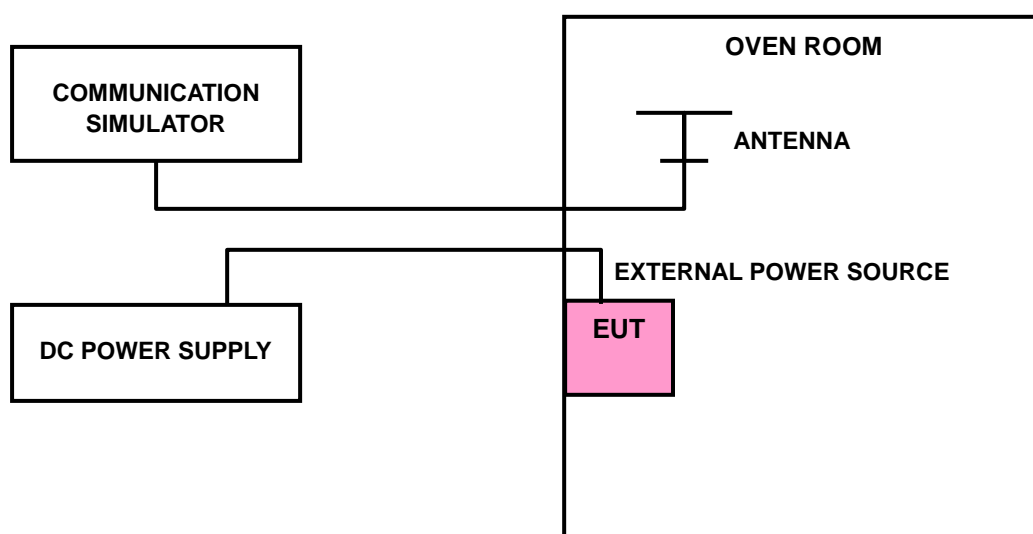 OVEN ROOM
COMMUNICATION
SIMULATOR
ANTENNA
EXTERNAL POWER SOURCE
EUT
DC POWER SUPPLY